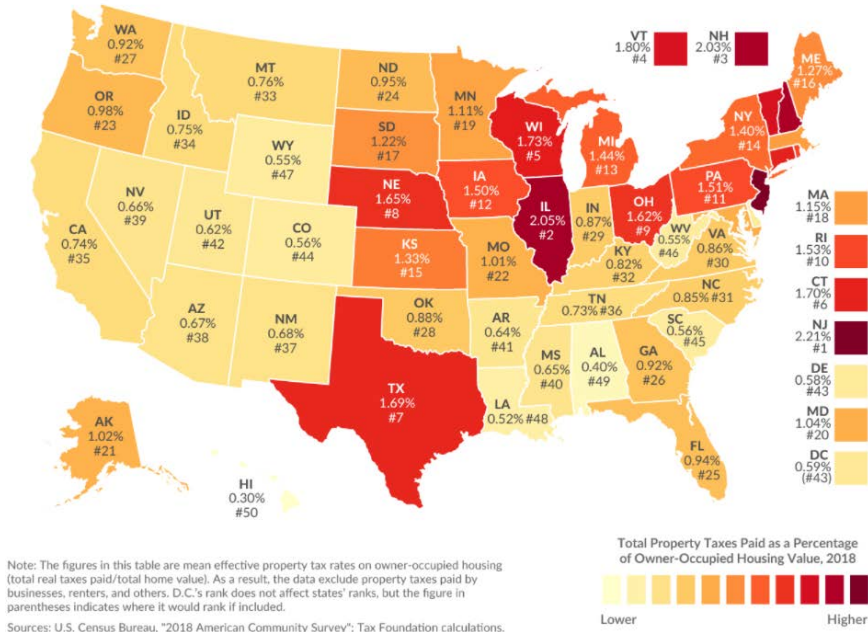 WA
0.92%
#27
OR
0.98%
#23
CA
0.74%
#35
NV
0.66%
#39
ID
0.75%
#34
MT
0.76%
#33
WY
0.55%
#47
UT
0.62%
#42
CO
0.56%
#44
AZ
0.67%
#38
NM
0.68%
#37
ND
0.95%
#24
SD
1.22%
#17
NE
1.65%
#8
KS
1.33%
#15
OK
0.88%
#28
TX
1.69%
#7
MN
1.11%
#19
IA
1.50%
#12
MO
1.01%
#22
AR
0.64%
#41
LA
0.52% #48
WI
1.73%
#5
IL
2.05%
#2
MI
1.44%
#13
IN
0.87%
#29
OH
1.62%
#9
KY
0.82%
#32
TN
0.73% #36
MS
0.65%
#40
AL
0.40%
#49
GA
0.92%
#26
FL
0.94%
#25
SC
0.56%
#45
NC
0.85% #31
VA
0.86%
#30
WV
0.55%
#46
PA
1.51%
#11
NY
1.40%
#14
VT
1.80%
#4
NH
2.03%
#3
ME
1.27%
#16
MA
1.15%
#18
RI
1.53%
#10
CT
1.70%
#6
NJ
2.21%
#1
DE
0.58%
#43
MD
1.04%
#20
DC
0.59%
(#43)
AK
1.02%
#21
HI
0.30%
#50
Note: The figures in this table are mean effective property tax rates on owner-occupied housing
(total real taxes paid/total home value). As a result, the data exclude property taxes paid by
businesses, renters, and others. D.C.'s rank does not affect states' ranks, but the figure in
parentheses indicates where it would rank if included.
Sources: U.S. Census Bureau, "2018 American Community Survey"; Tax Foundation calculations.
Total Property Taxes Paid as a Percentage
of Owner-Occupied Housing Value, 2018
Lower
Higher